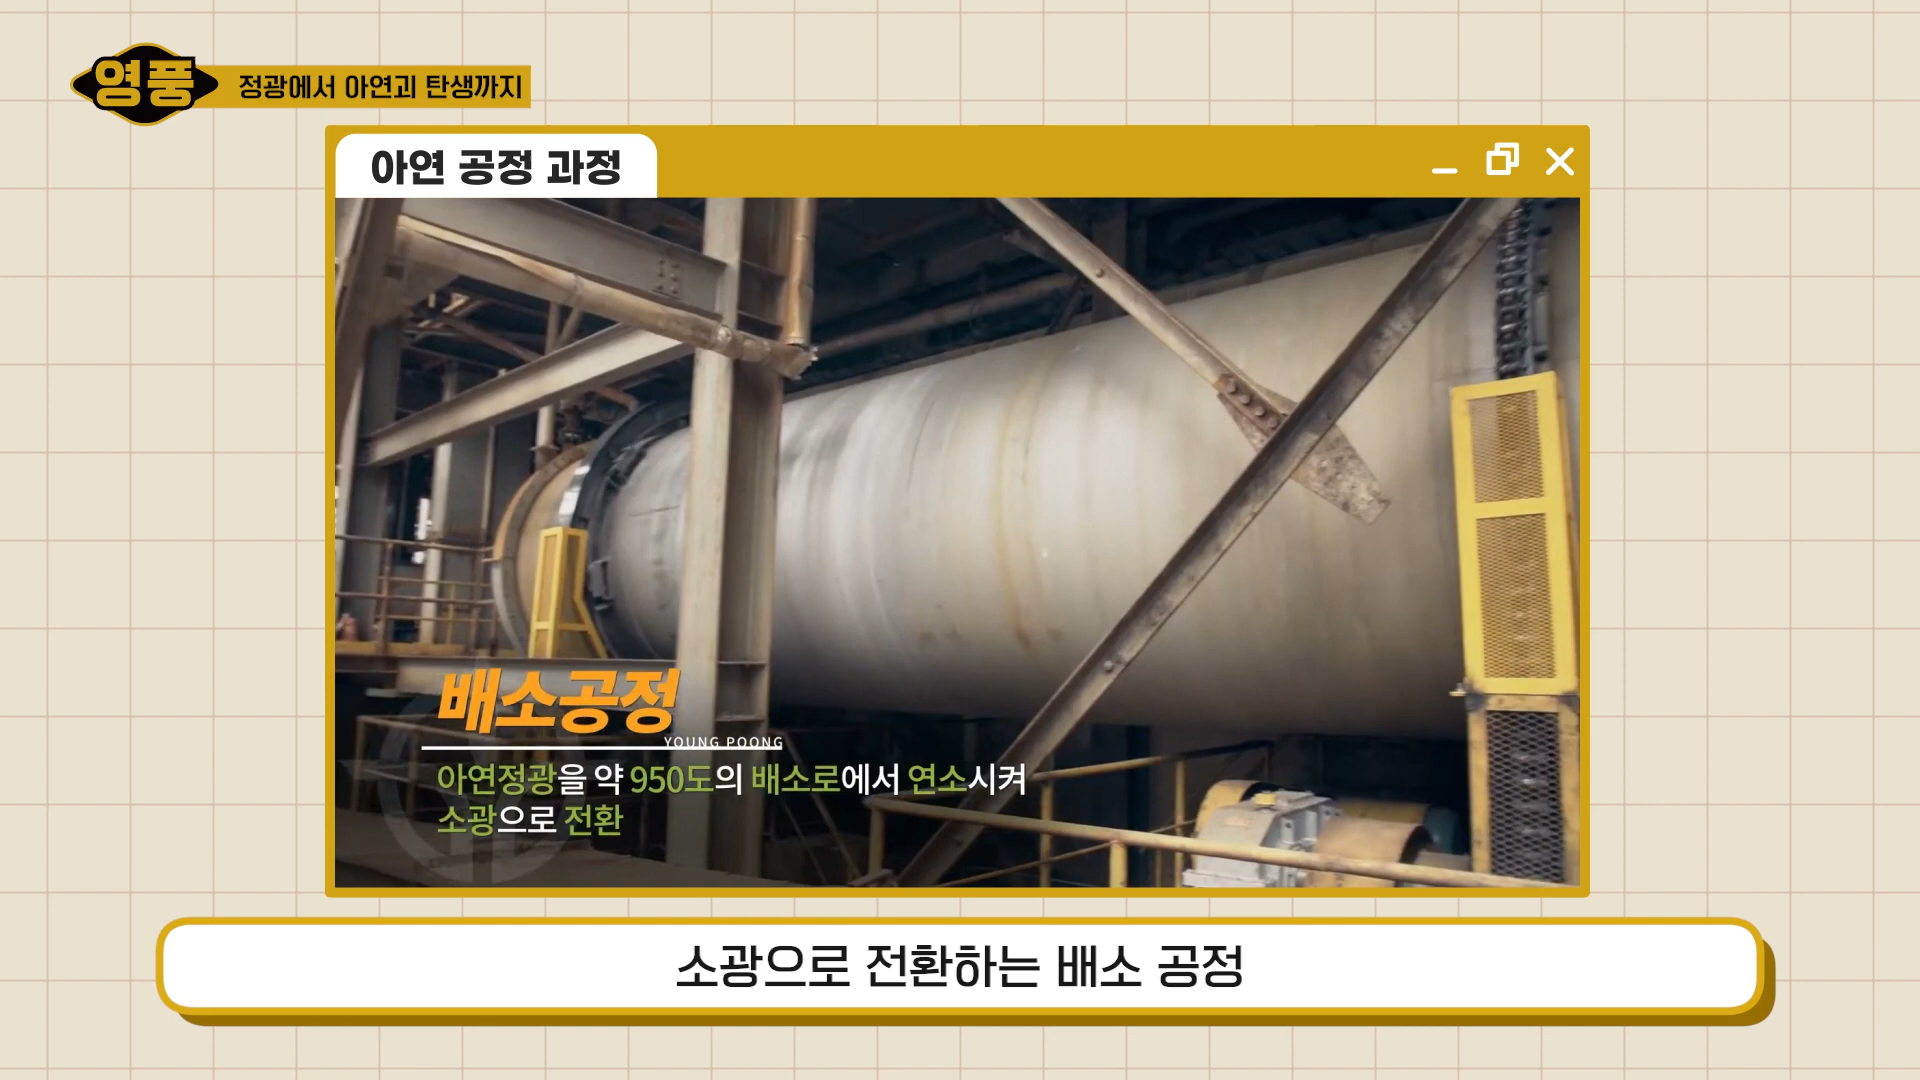 영풍
정광에서 아연괴 탄생까지
아연 공정 과정
배소공정
YOUNG POONG
아연정광을 약 950도의 배소로에서 연소시켜
소광으로 전환
소광으로 전환하는 배소 공정